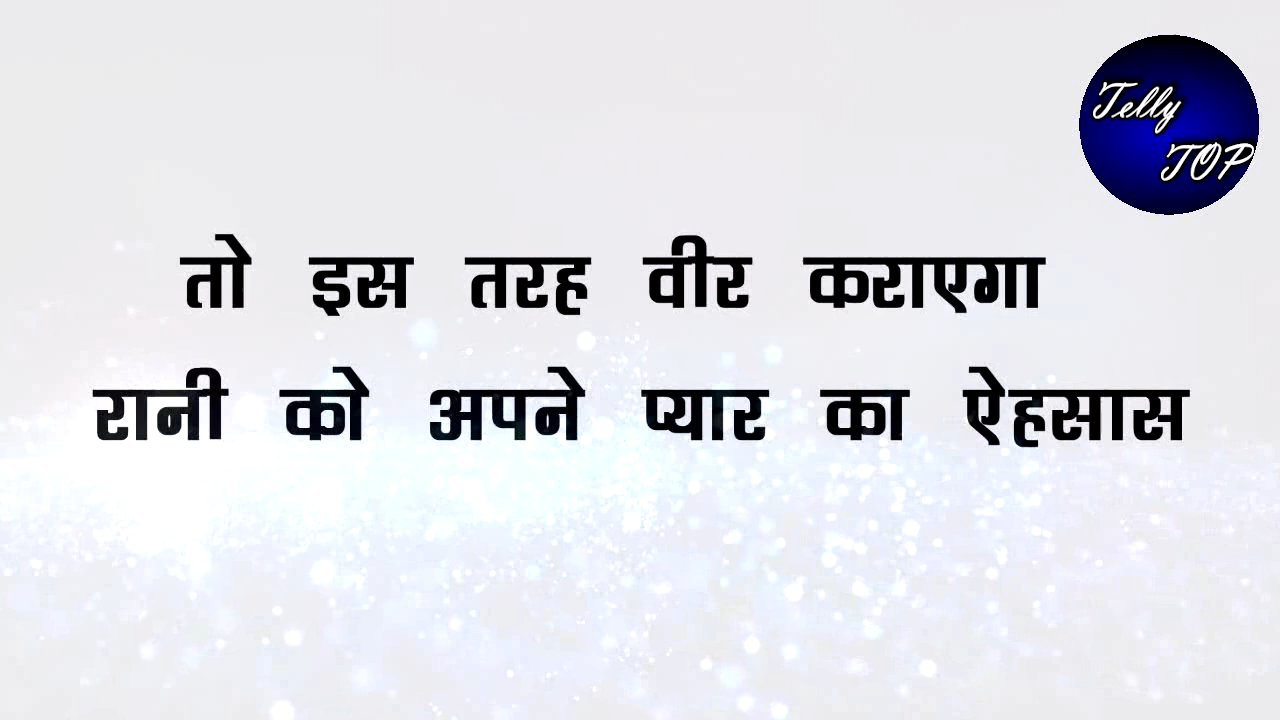 Telly
TOP
तो इस तरह वीर कराएगा
रानी को अपने प्यार का ऐहसास